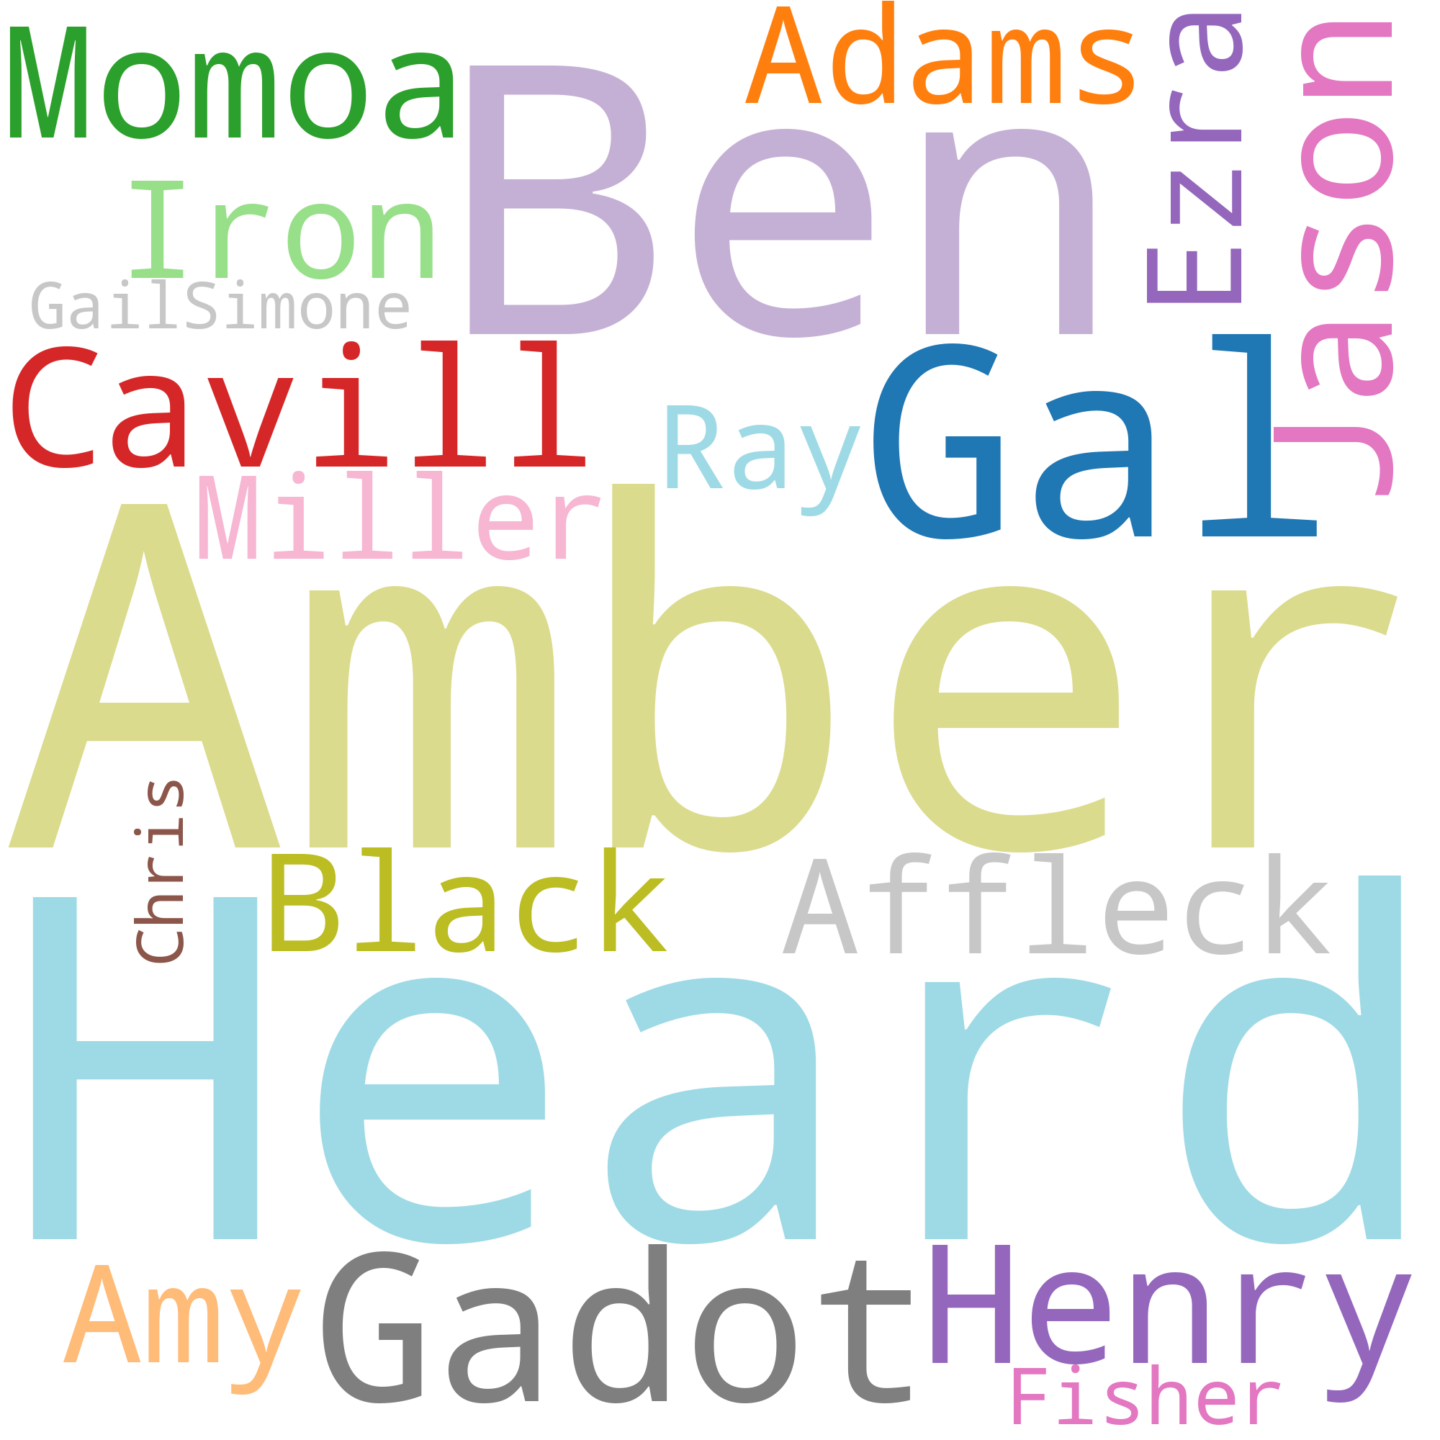 Momoa
Adams
Ezra
Jason
Ben
Iron
GailSimone
Cavill
Ray
Gal
Miller
Amber
Chris
Black
Affleck
Heard
Amy
Gadot
Henry
Fisher